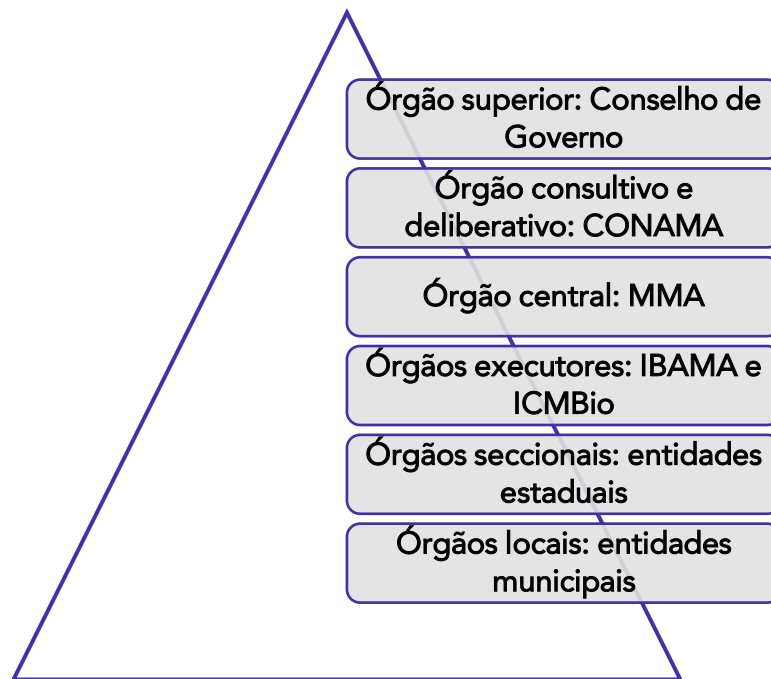 Órgão superior: Conselho de
Governo
Órgão consultivo e
deliberativo: CONAMA
Órgão central: MMA
Órgãos executores: IBAMA e
ICMBio
Órgãos seccionais: entidades
estaduais
Órgãos locais: entidades
municipais